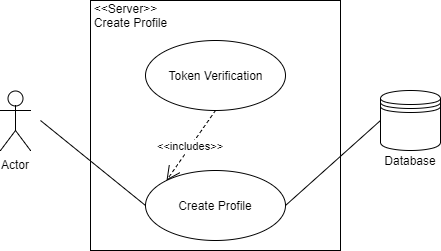 <<Server>>
Create Profile
Token Verification
<<includes>>
Actor
Database
Create Profile